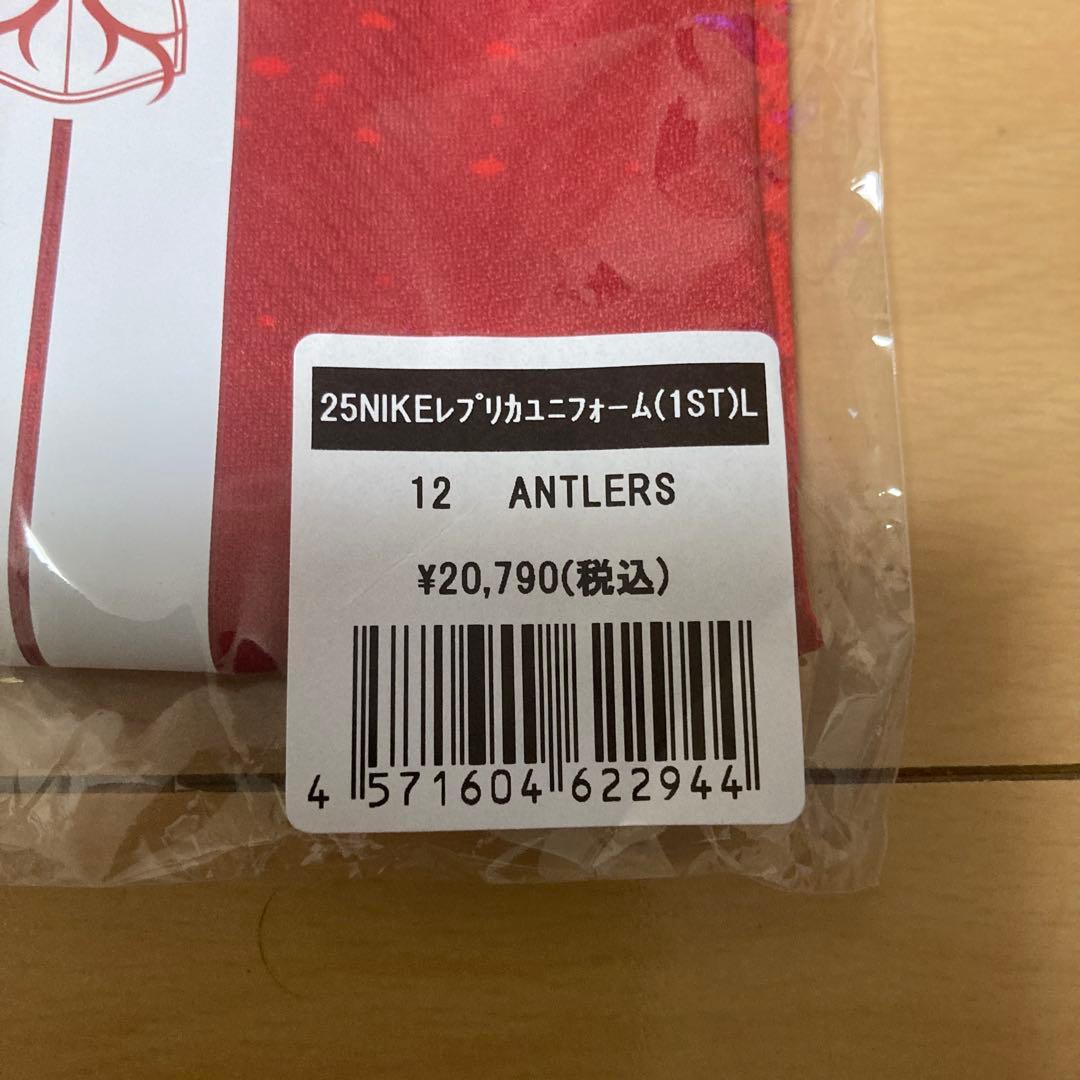 25NIKEﾚﾌﾟﾘｶﾕﾆﾌｫｰﾑ(1ST)L
12 ANTLERS
¥20,790(税込)
4 571604 622944